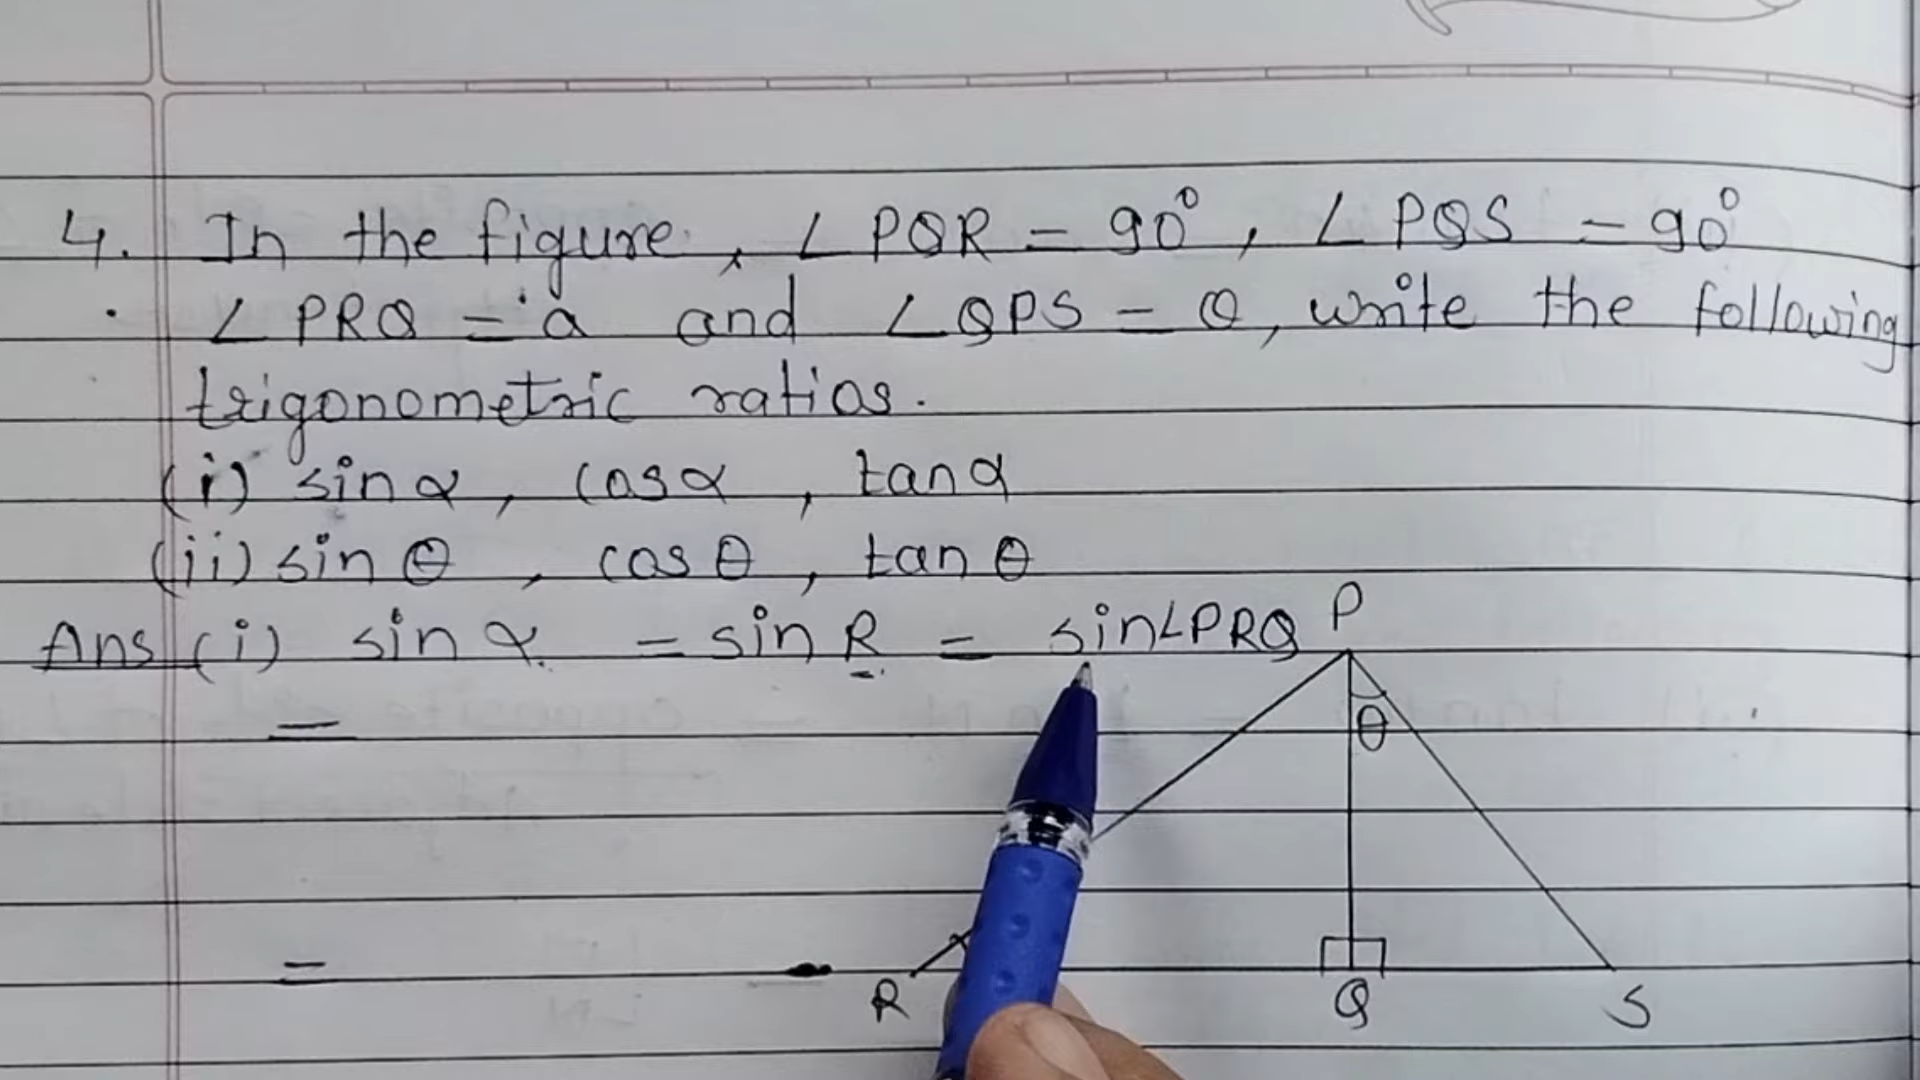 4. In the figure, ∠PQR = 90°, ∠PQS = 90°
∠PRQ = a and ∠QPS = θ, write the following
trigonometric ratios.
(i) sin α, cos α, tan α
(ii) sin θ, cos θ, tan θ
Ans (i) sin α = sin R = sin∠PRQ
=
=
P
θ
R Q S